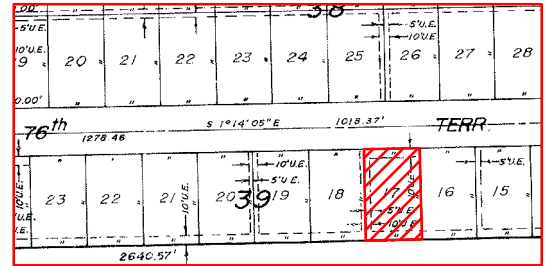 .00'
38
5'U.E.
10'U.E.
5'U.E.
10'U.E.
9 20 21 22 23 24 25 26 27 28
0.00'
S 1°14'05"E 1018.37'
76th TERR
1278.46
10'U.E.
5'U.E.
5'U.E.
23 22 21 20 39 19 18 17 16 15
10'U.E.
10'U.E.
U.E.
5'U.E.
10'U.E.
2640.57'